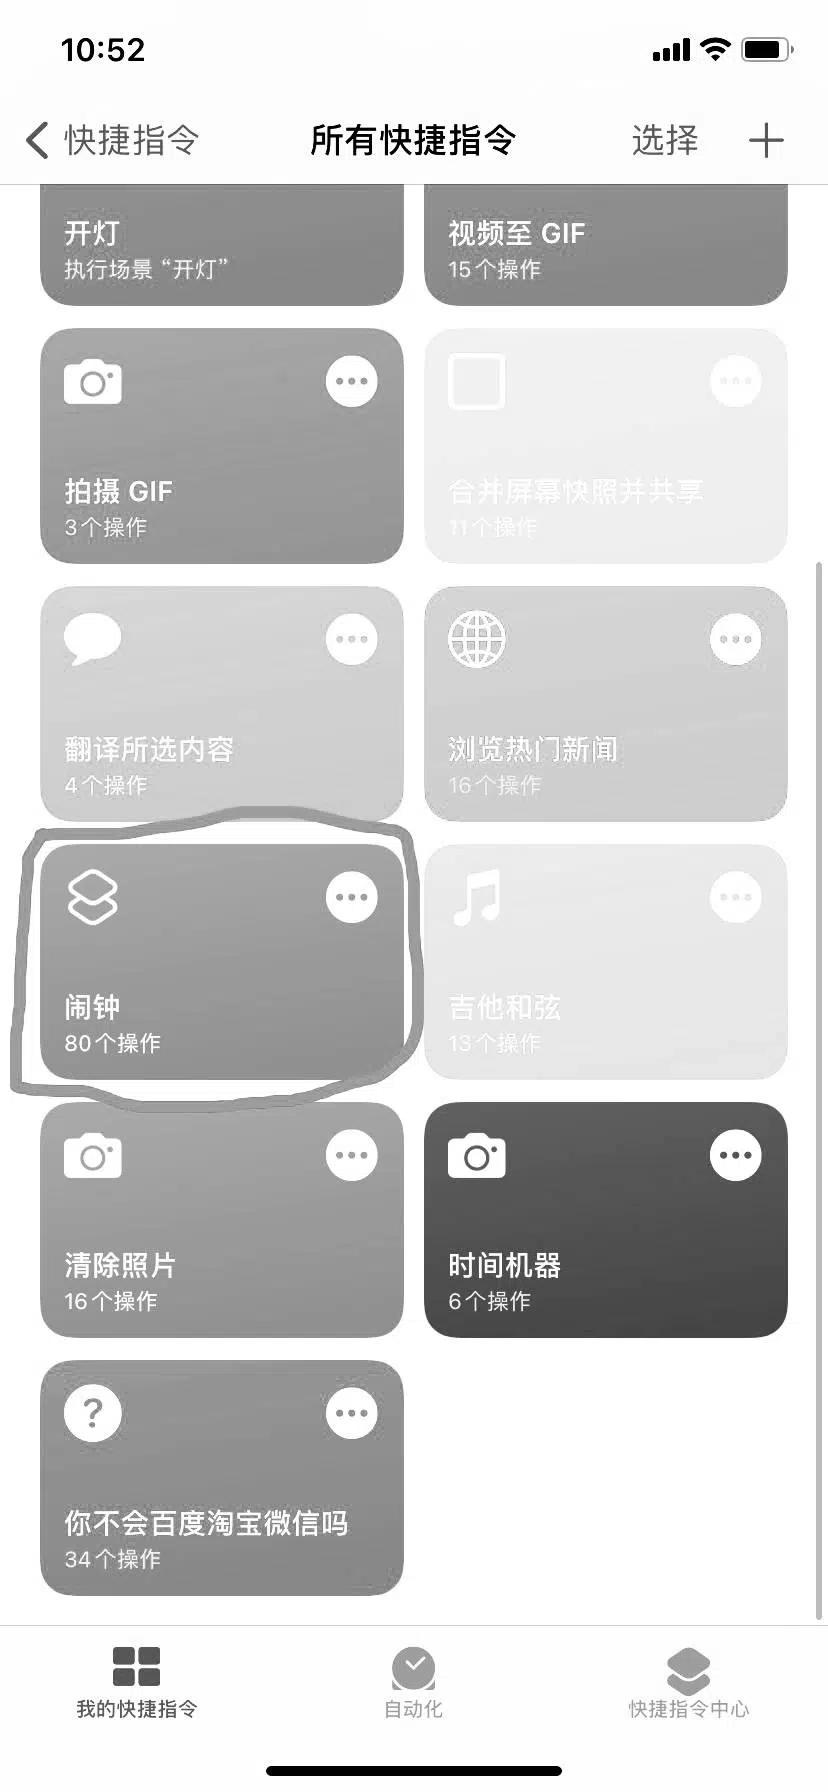 10:52
快捷指令
所有快捷指令
选择
开灯
执行场景 “开灯”
视频至 GIF
15个操作
拍摄 GIF
3个操作
合并屏幕快照并共享
11个操作
翻译所选内容
4个操作
浏览热门新闻
16个操作
闹钟
80个操作
吉他和弦
13个操作
清除照片
16个操作
时间机器
6个操作
你不会百度淘宝微信吗
34个操作
我的快捷指令
自动化
快捷指令中心